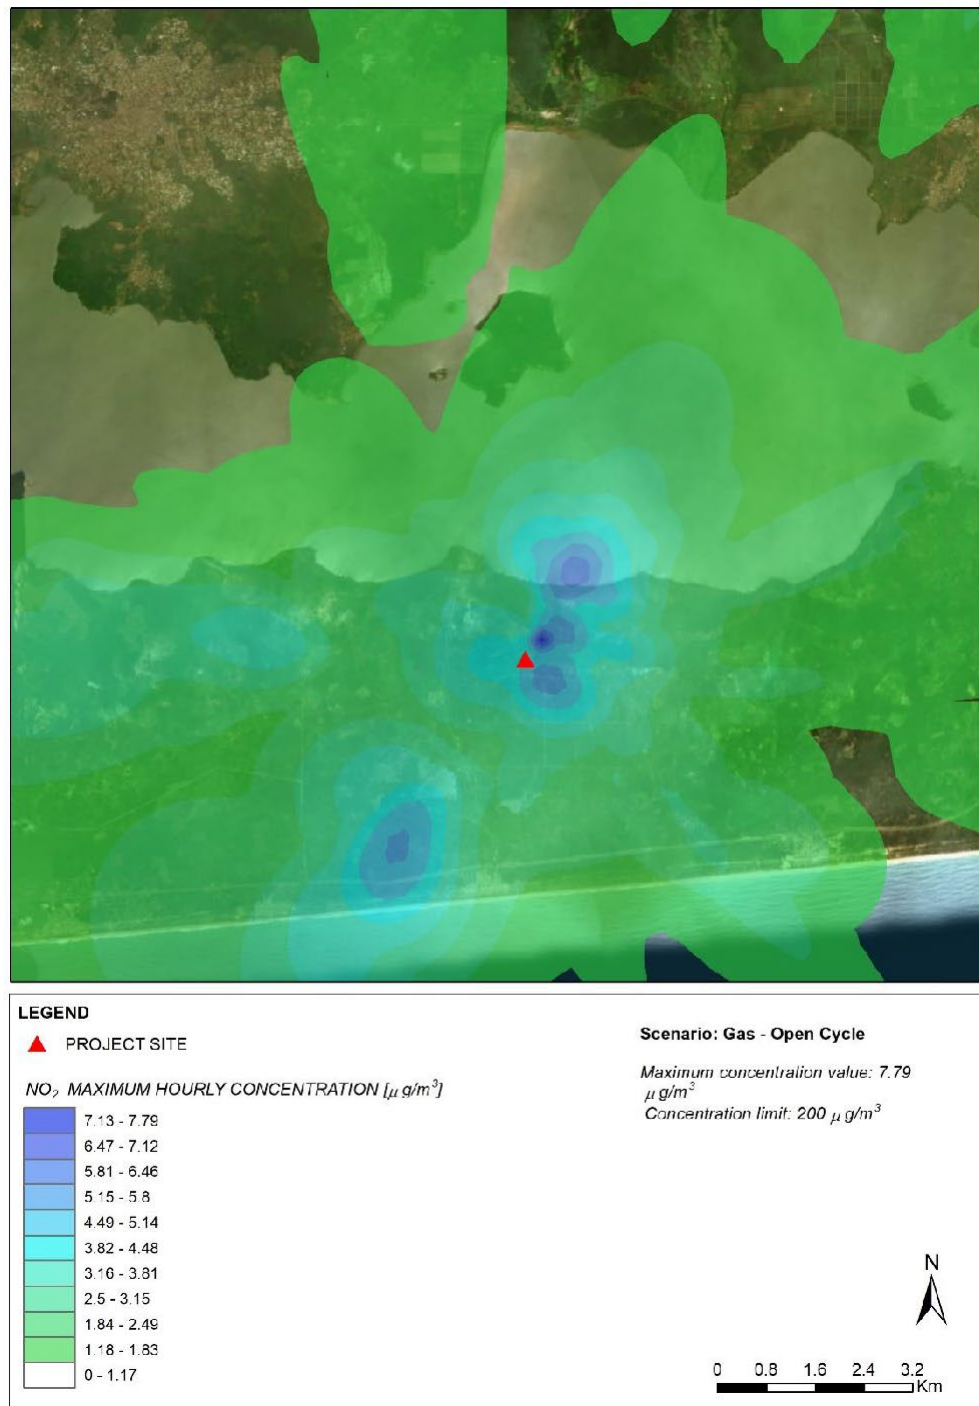 LEGEND
PROJECT SITE
NO₂ MAXIMUM HOURLY CONCENTRATION [μ g/m³]
7.13 - 7.79
6.47 - 7.12
5.81 - 6.46
5.15 - 5.8
4.49 - 5.14
3.82 - 4.48
3.16 - 3.81
2.5 - 3.15
1.84 - 2.49
1.18 - 1.83
0 - 1.17
Scenario: Gas - Open Cycle
Maximum concentration value: 7.79
μ g/m³
Concentration limit: 200 μ g/m³
N
0 0.8 1.6 2.4 3.2
Km